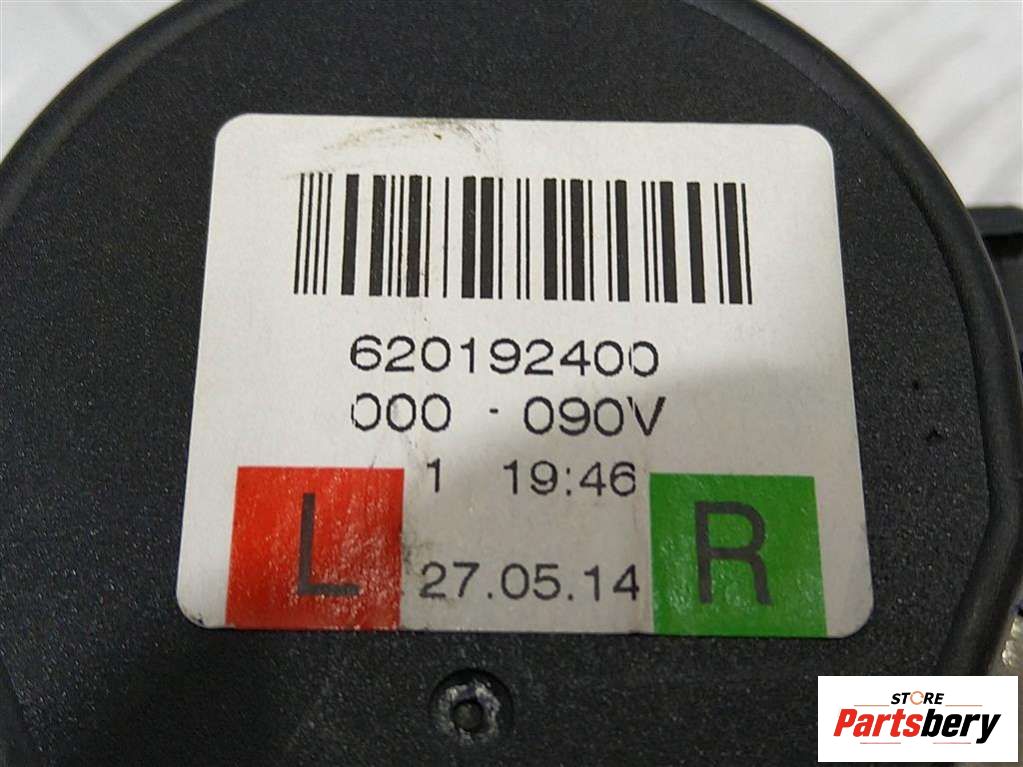 620192400
000 - 090V
1 19:46
L R
27.05.14
STORE
Partsbery